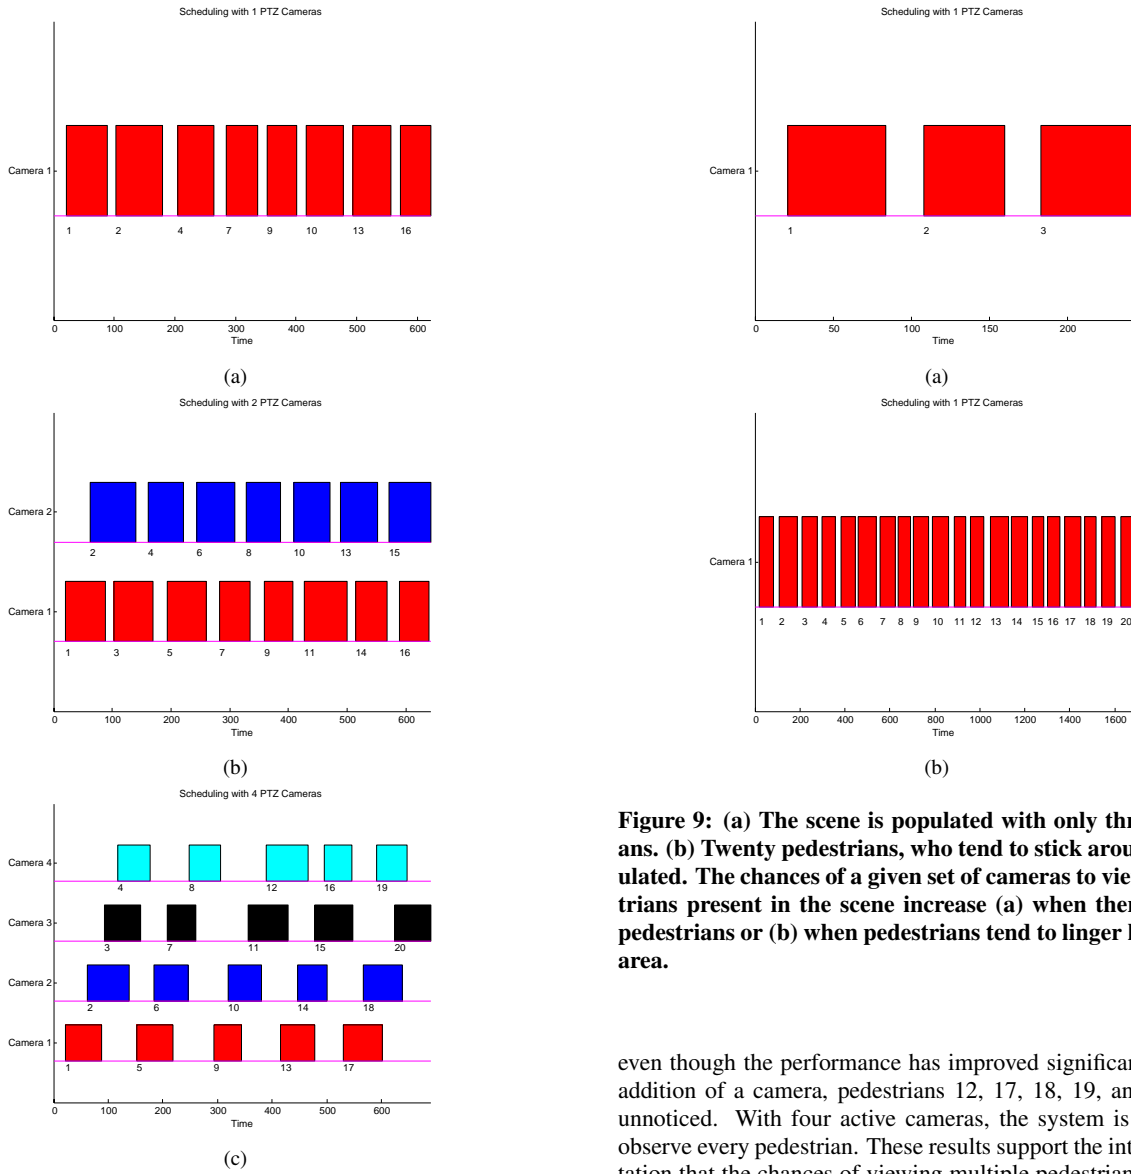 Scheduling with 1 PTZ Cameras
Camera 1
1 2 4 7 9 10 13 16
0 100 200 300 400 500 600
Time
(a)
Scheduling with 2 PTZ Cameras
Camera 2
2 4 6 8 10 13 15
Camera 1
1 3 5 7 9 11 14 16
0 100 200 300 400 500 600
Time
(b)
Scheduling with 4 PTZ Cameras
Camera 4
4 8 12 16 19
Camera 3
3 7 11 15 20
Camera 2
2 6 10 14 18
Camera 1
1 5 9 13 17
0 100 200 300 400 500 600
Time
(c)
Scheduling with 1 PTZ Cameras
Camera 1
1 2 3
0 50 100 150 200
Time
(a)
Scheduling with 1 PTZ Cameras
Camera 1
1 2 3 4 5 6 7 8 9 10 11 12 13 14 15 16 17 18 19 20
0 200 400 600 800 1000 1200 1400 1600
Time
(b)
Figure 9: (a) The scene is populated with only thr
ans. (b) Twenty pedestrians, who tend to stick arou
ulated. The chances of a given set of cameras to vie
trians present in the scene increase (a) when ther
pedestrians or (b) when pedestrians tend to linger l
area.
even though the performance has improved significan
addition of a camera, pedestrians 12, 17, 18, 19, an
unnoticed. With four active cameras, the system is
observe every pedestrian. These results support the int
tation that the chances of viewing multiple pedestrian